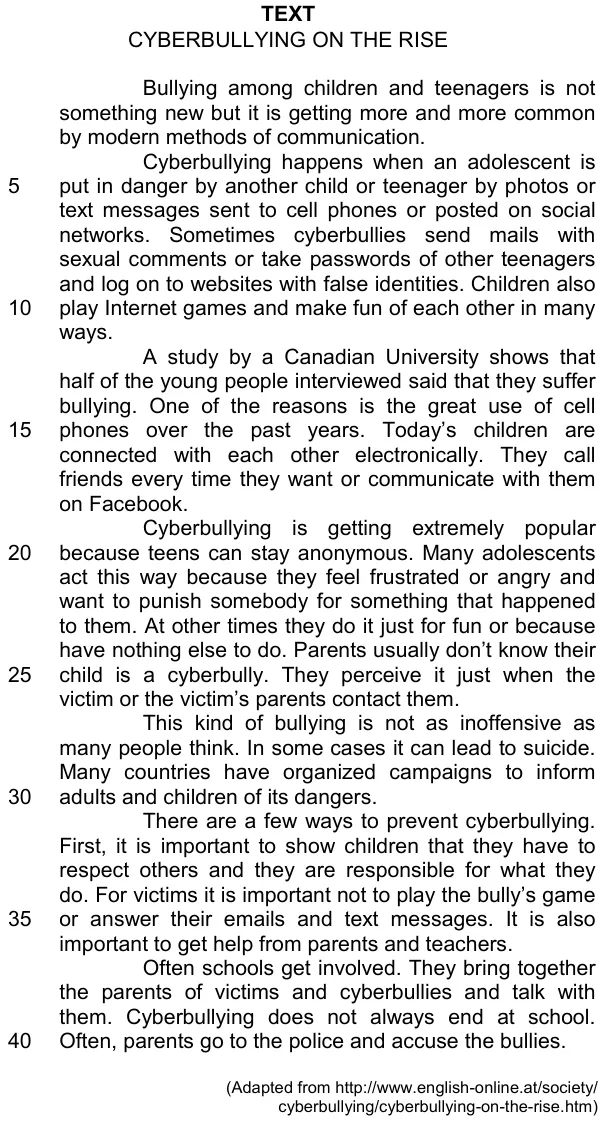 TEXT
CYBERBULLYING ON THE RISE
Bullying among children and teenagers is not
something new but it is getting more and more common
by modern methods of communication.
Cyberbullying happens when an adolescent is
5 put in danger by another child or teenager by photos or
text messages sent to cell phones or posted on social
networks. Sometimes cyberbullies send mails with
sexual comments or take passwords of other teenagers
and log on to websites with false identities. Children also
10 play Internet games and make fun of each other in many
ways.
A study by a Canadian University shows that
half of the young people interviewed said that they suffer
bullying. One of the reasons is the great use of cell
15 phones over the past years. Today's children are
connected with each other electronically. They call
friends every time they want or communicate with them
on Facebook.
Cyberbullying is getting extremely popular
20 because teens can stay anonymous. Many adolescents
act this way because they feel frustrated or angry and
want to punish somebody for something that happened
to them. At other times they do it just for fun or because
have nothing else to do. Parents usually don't know their
25 child is a cyberbully. They perceive it just when the
victim or the victim's parents contact them.
This kind of bullying is not as inoffensive as
many people think. In some cases it can lead to suicide.
Many countries have organized campaigns to inform
30 adults and children of its dangers.
There are a few ways to prevent cyberbullying.
First, it is important to show children that they have to
respect others and they are responsible for what they
do. For victims it is important not to play the bully's game
35 or answer their emails and text messages. It is also
important to get help from parents and teachers.
Often schools get involved. They bring together
the parents of victims and cyberbullies and talk with
them. Cyberbullying does not always end at school.
40 Often, parents go to the police and accuse the bullies.
(Adapted from http://www.english-online.at/society/
cyberbullying/cyberbullying-on-the-rise.htm)